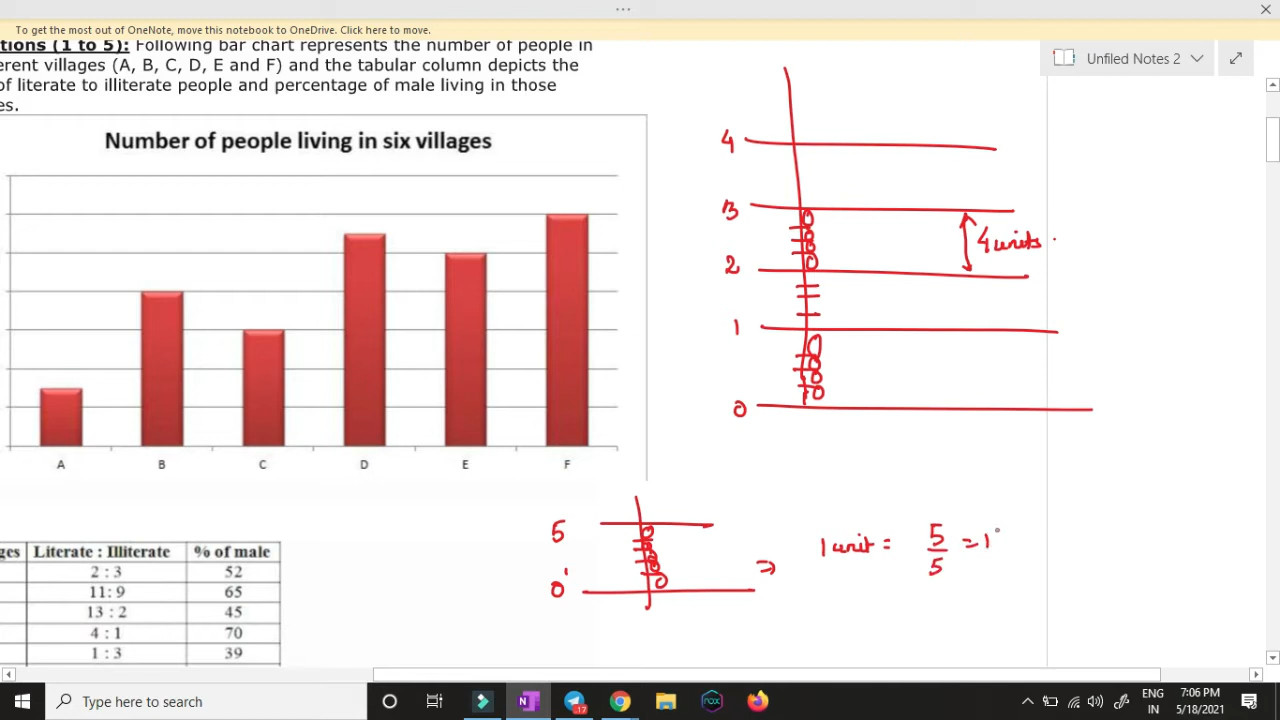 To get the most out of OneNote, move this notebook to OneDrive. Click here to move.
Unfiled Notes 2
tions (1 to 5): Following bar chart represents the number of people in
erent villages (A, B, C, D, E and F) and the tabular column depicts the
of literate to illiterate people and percentage of male living in those
es.
Number of people living in six villages
A B C D E F
4
3
4 units
2
1
0
5
0
1 unit = 5/5 = 1
ges Literate : Illiterate % of male
2 : 3 52
11: 9 65
13 : 2 45
4 : 1 70
1 : 3 39
Type here to search
17
nox
ENG
IN
7:06 PM
5/18/2021